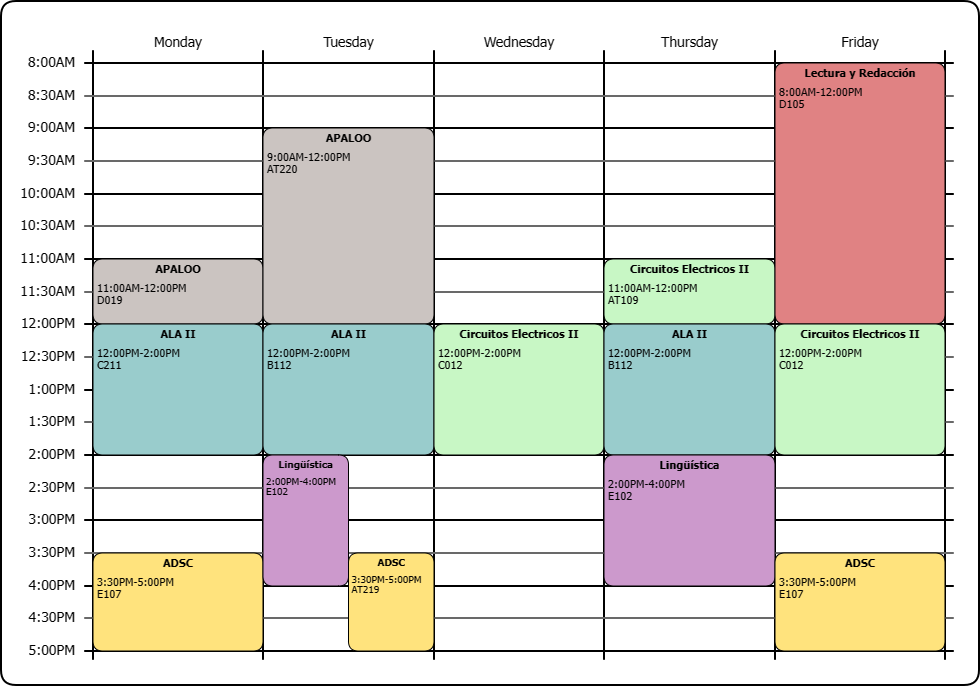 Monday Tuesday Wednesday Thursday Friday
8:00AM
8:30AM
9:00AM
9:30AM
10:00AM
10:30AM
11:00AM
11:30AM
12:00PM
12:30PM
1:00PM
1:30PM
2:00PM
2:30PM
3:00PM
3:30PM
4:00PM
4:30PM
5:00PM
APALOO
11:00AM-12:00PM
D019
ALA II
12:00PM-2:00PM
C211
ADSC
3:30PM-5:00PM
E107
APALOO
9:00AM-12:00PM
AT220
ALA II
12:00PM-2:00PM
B112
Lingüística
2:00PM-4:00PM
E102
ADSC
3:30PM-5:00PM
AT219
Circuitos Electricos II
12:00PM-2:00PM
C012
Circuitos Electricos II
11:00AM-12:00PM
AT109
ALA II
12:00PM-2:00PM
B112
Lingüística
2:00PM-4:00PM
E102
Lectura y Redacción
8:00AM-12:00PM
D105
Circuitos Electricos II
12:00PM-2:00PM
C012
ADSC
3:30PM-5:00PM
E107